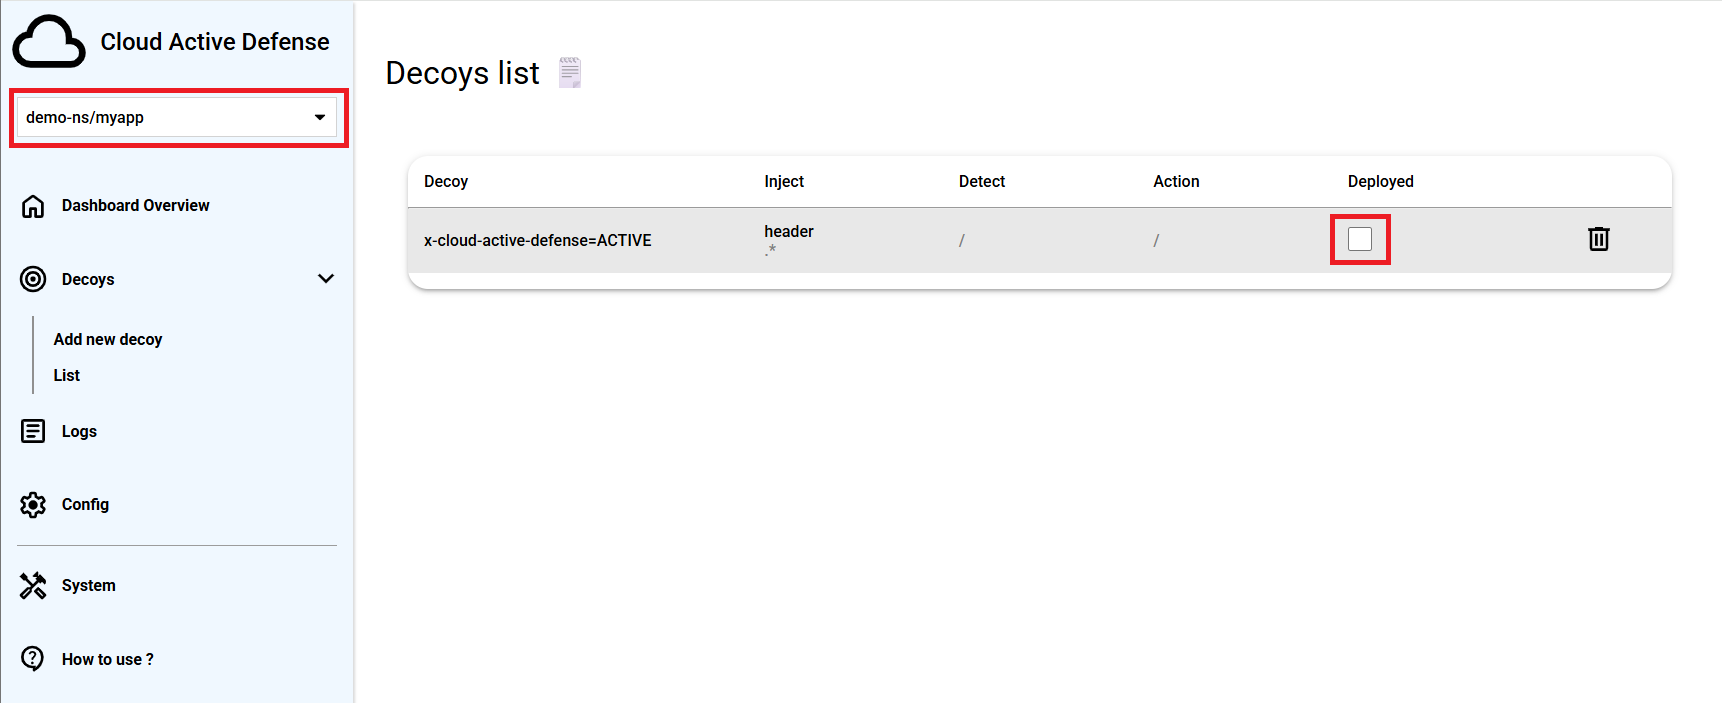 Cloud Active Defense
demo-ns/myapp
Dashboard Overview
Decoys
Add new decoy
List
Logs
Config
System
How to use ?
Decoys list
Decoy Inject Detect Action Deployed
x-cloud-active-defense=ACTIVE header / /
.*